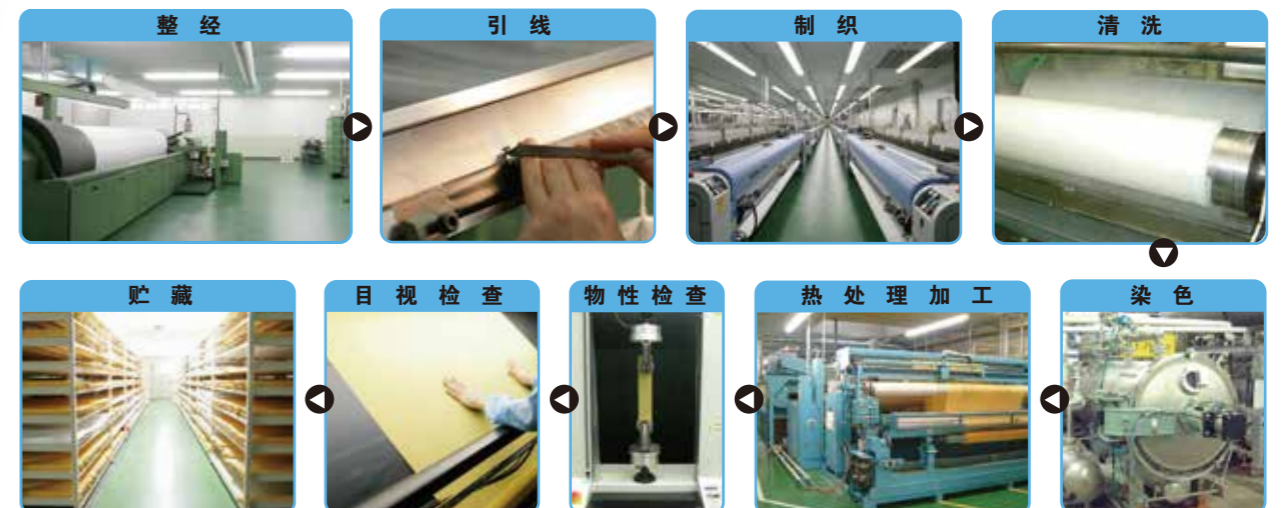 整 经
引 线
制 织
清 洗
染 色
热 处 理 加 工
物 性 检 查
目 视 检 查
贮 藏